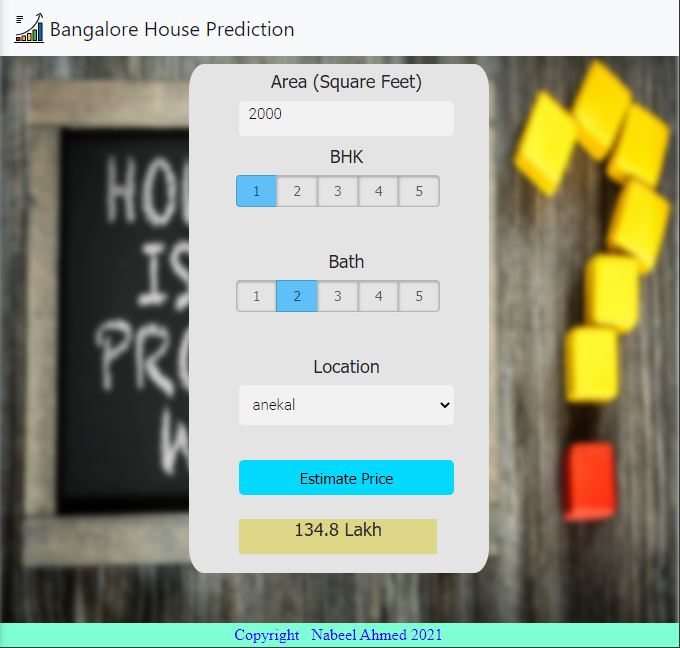 Bangalore House Prediction
Area (Square Feet)
2000
BHK
1 2 3 4 5
Bath
1 2 3 4 5
Location
anekal
Estimate Price
134.8 Lakh
Copyright Nabeel Ahmed 2021